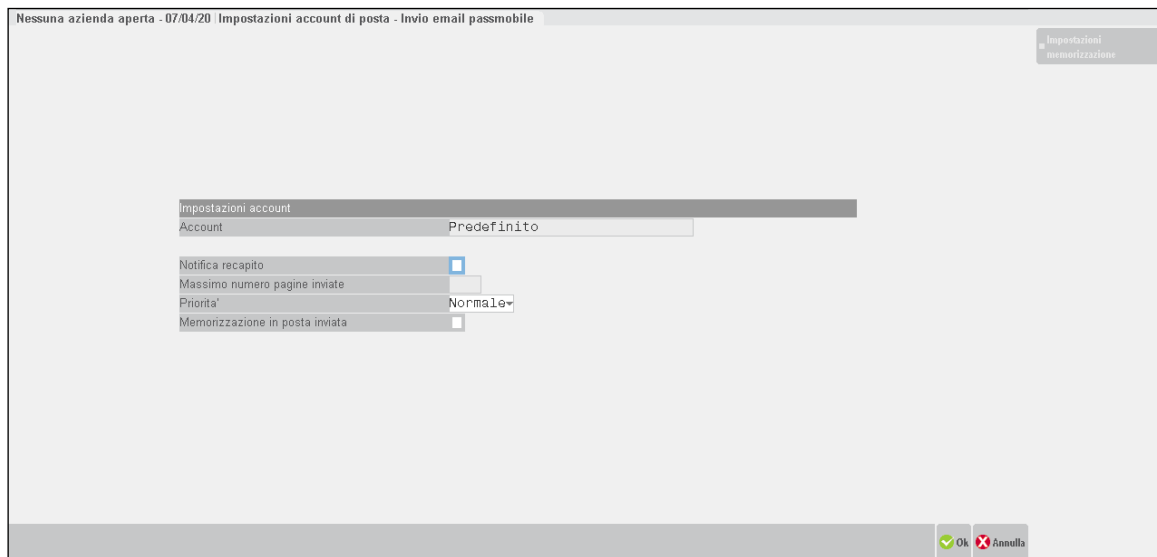 Nessuna azienda aperta - 07/04/20 Impostazioni account di posta - Invio email passmobile
Impostazioni
memorizzazione
Impostazioni account
Account Predefinito
Notifica recapito
Massimo numero pagine inviate
Priorita' Normale
Memorizzazione in posta inviata
Ok Annulla